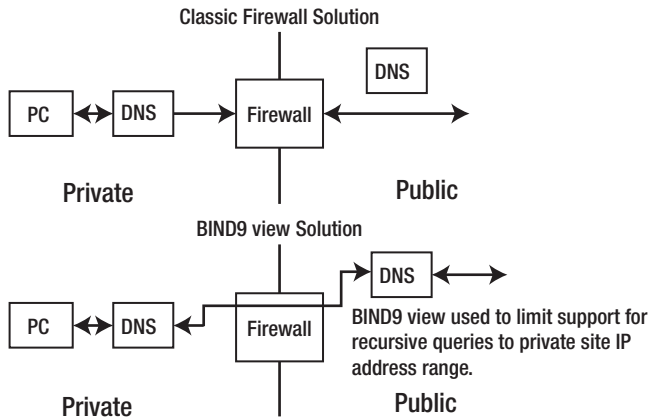 Classic Firewall Solution
DNS
PC
DNS
Firewall
Private
Public
BIND9 view Solution
DNS
PC
DNS
Firewall
BIND9 view used to limit support for
recursive queries to private site IP
address range.
Private
Public